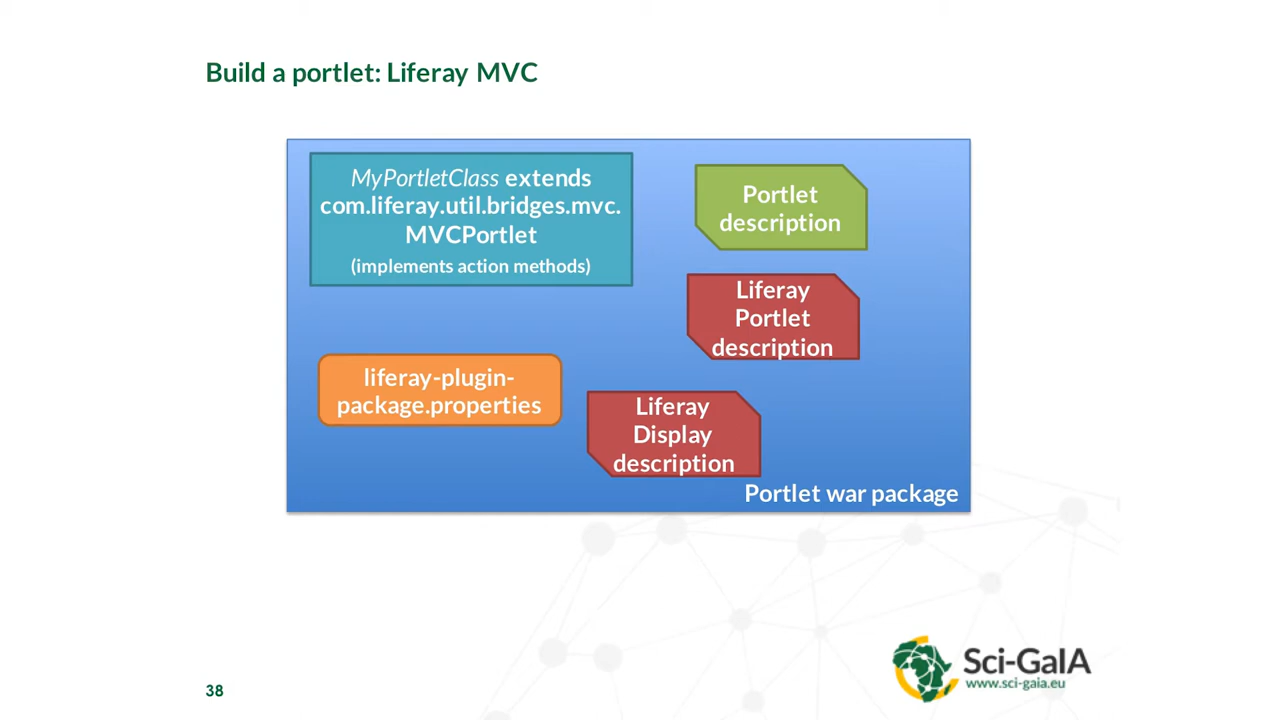 Build a portlet: Liferay MVC
MyPortletClass extends
com.liferay.util.bridges.mvc.
MVCPortlet
(implements action methods)
Portlet
description
Liferay
Portlet
description
liferay-plugin-
package.properties
Liferay
Display
description
Portlet war package
Sci-GaIA
www.sci-gaia.eu
38